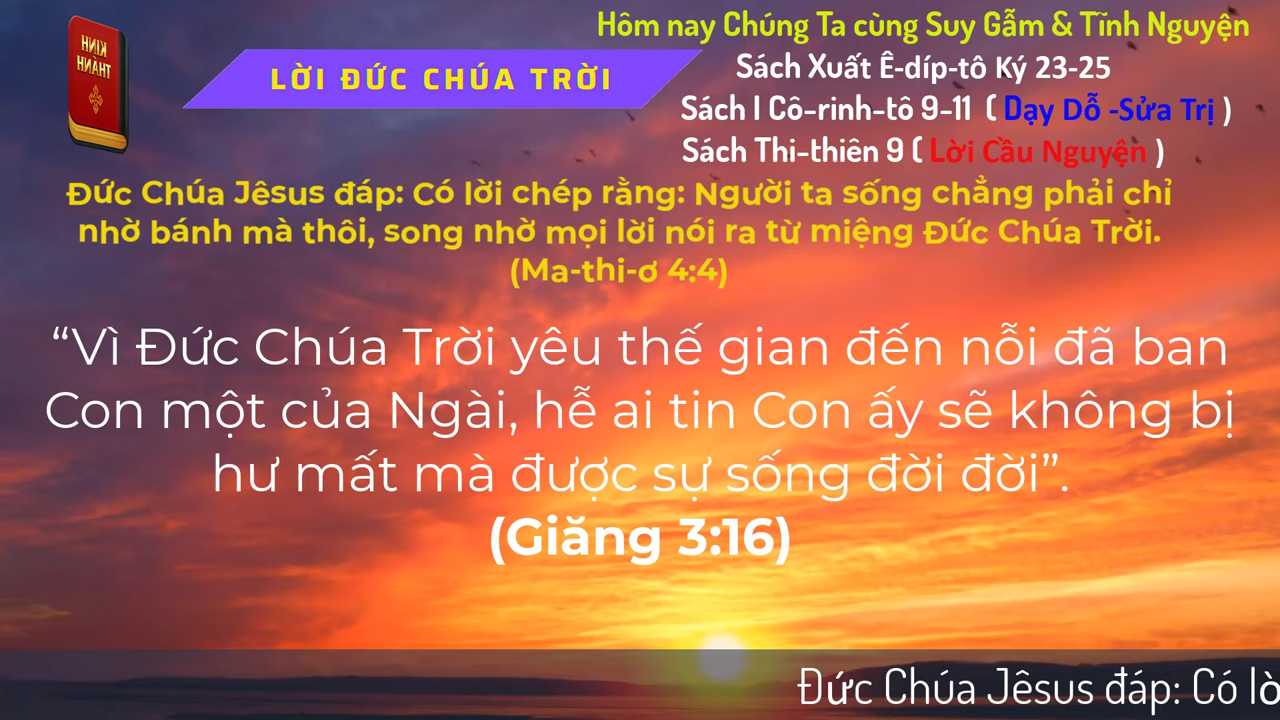 KINH
THÁNH
LỜI ĐỨC CHÚA TRỜI
Hôm nay Chúng Ta cùng Suy Gẫm & Tĩnh Nguyện
Sách Xuất Ê-díp-tô Ký 23-25
Sách I Cô-rinh-tô 9-11 ( Dạy Dỗ -Sửa Trị )
Sách Thi-thiên 9 ( Lời Cầu Nguyện )
Đức Chúa Jêsus đáp: Có lời chép rằng: Người ta sống chẳng phải chỉ
nhờ bánh mà thôi, song nhờ mọi lời nói ra từ miệng Đức Chúa Trời.
(Ma-thi-ơ 4:4)
“Vì Đức Chúa Trời yêu thế gian đến nỗi đã ban
Con một của Ngài, hễ ai tin Con ấy sẽ không bị
hư mất mà được sự sống đời đời”.
(Giăng 3:16)
Đức Chúa Jêsus đáp: Có lò